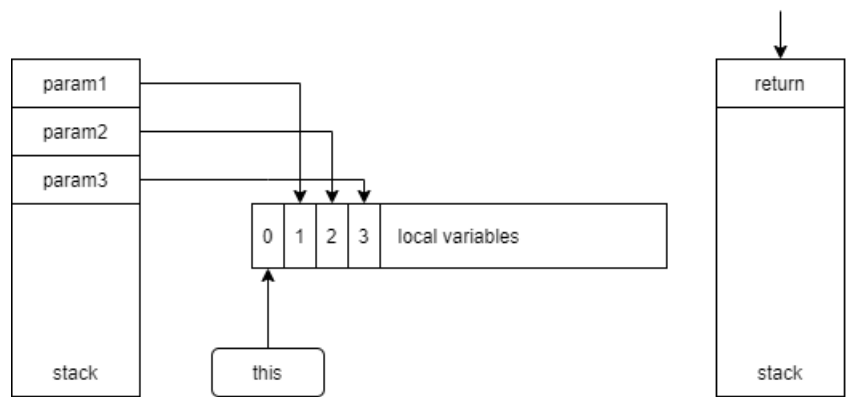 param1
param2
param3
stack
0 1 2 3 local variables
this
return
stack